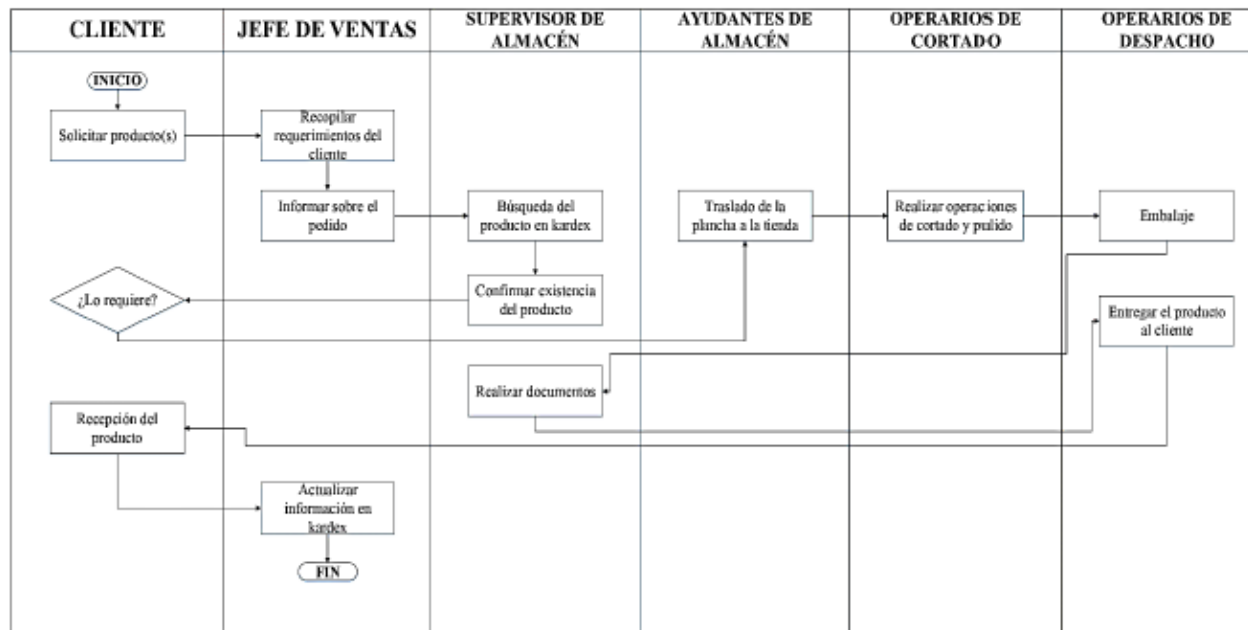 CLIENTE
JEFE DE VENTAS
SUPERVISOR DE
ALMACÉN
AYUDANTES DE
ALMACÉN
OPERARIOS DE
CORTADO
OPERARIOS DE
DESPACHO
INICIO
Solicitar producto(s)
Recopilar
requerimientos del
cliente
Informar sobre el
pedido
Búsqueda del
producto en kardex
Traslado de la
plancha a la tienda
Realizar operaciones
de cortado y pulido
Embalaje
¿Lo requiere?
Confirmar existencia
del producto
Entregar el producto
al cliente
Realizar documentos
Recepción del
producto
Actualizar
información en
kardex
FIN